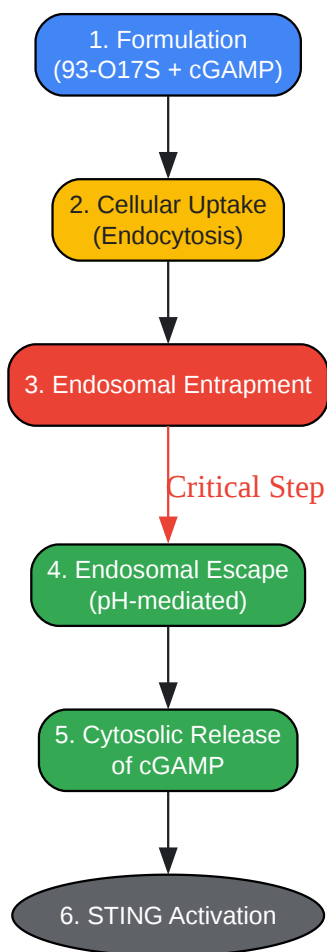 1. Formulation
(93-O17S + cGAMP)
2. Cellular Uptake
(Endocytosis)
3. Endosomal Entrapment
Critical Step
4. Endosomal Escape
(pH-mediated)
5. Cytosolic Release
of cGAMP
6. STING Activation